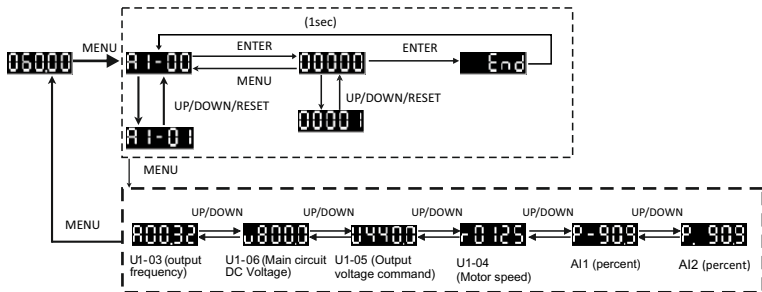 (1sec)
MENU
060.00
A1-00
ENTER
MENU
00000
ENTER
End
UP/DOWN/RESET
UP/DOWN/RESET
A1-01
00001
MENU
MENU
UP/DOWN UP/DOWN UP/DOWN UP/DOWN UP/DOWN
A00.32 u800.0 u440.0 r0125 P-90.9 P. 90.9
U1-03 (output frequency)
U1-06 (Main circuit DC Voltage)
U1-05 (Output voltage command)
U1-04 (Motor speed)
AI1 (percent)
AI2 (percent)